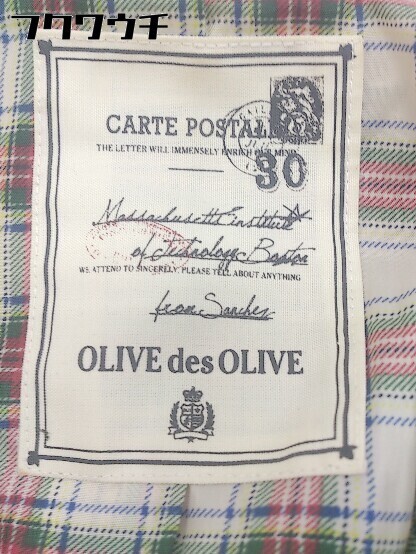 フクワウチ
CARTE POSTALE
THE LETTER WILL IMMENSELY ENRICH OUR MIND
30
Massachusetts institute
of Technology Boston
WE ATTEND TO SINCERELY. PLEASE TELL ABOUT ANYTHING
from Sanches
OLIVE des OLIVE